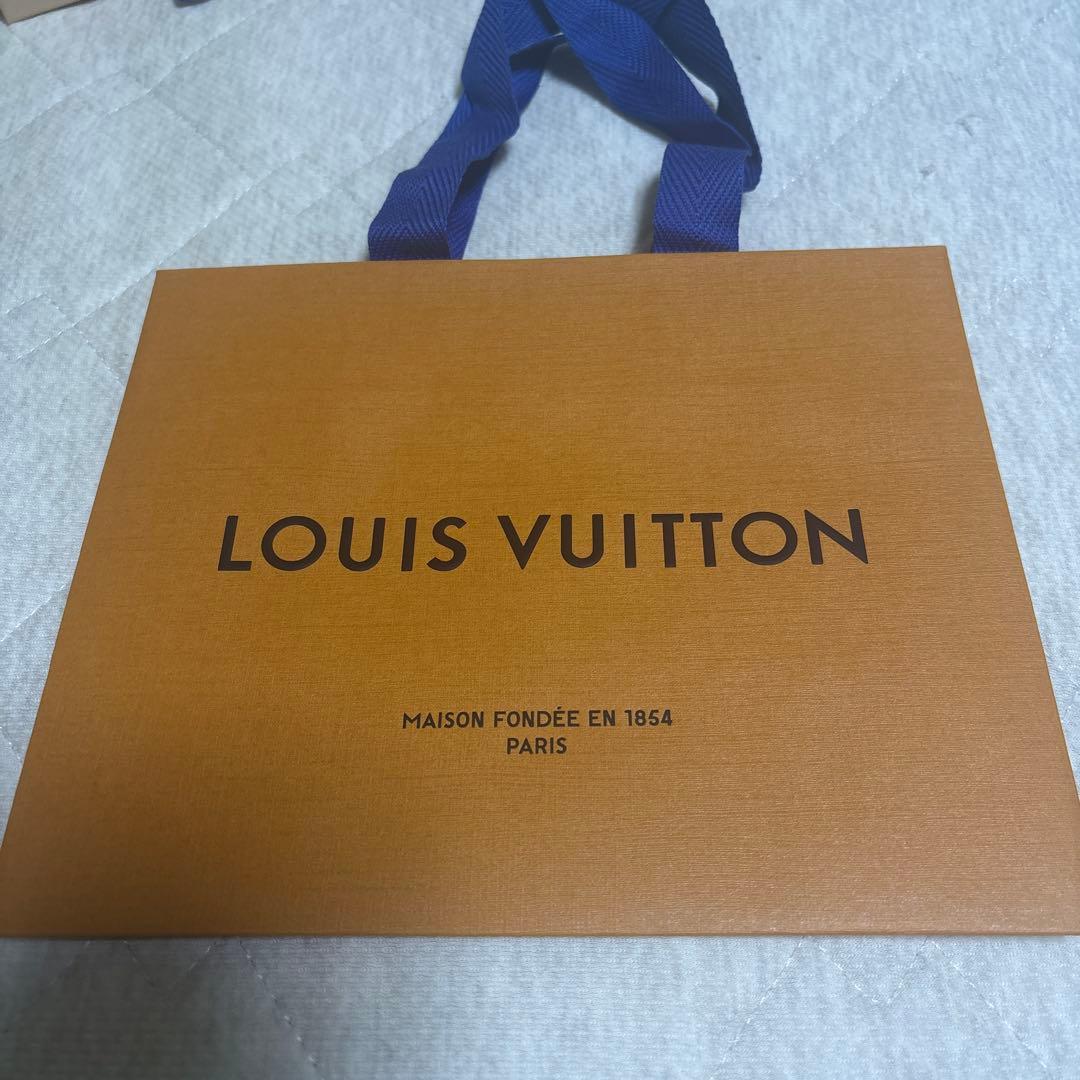 LOUIS VUITTON
MAISON FONDÉE EN 1854
PARIS